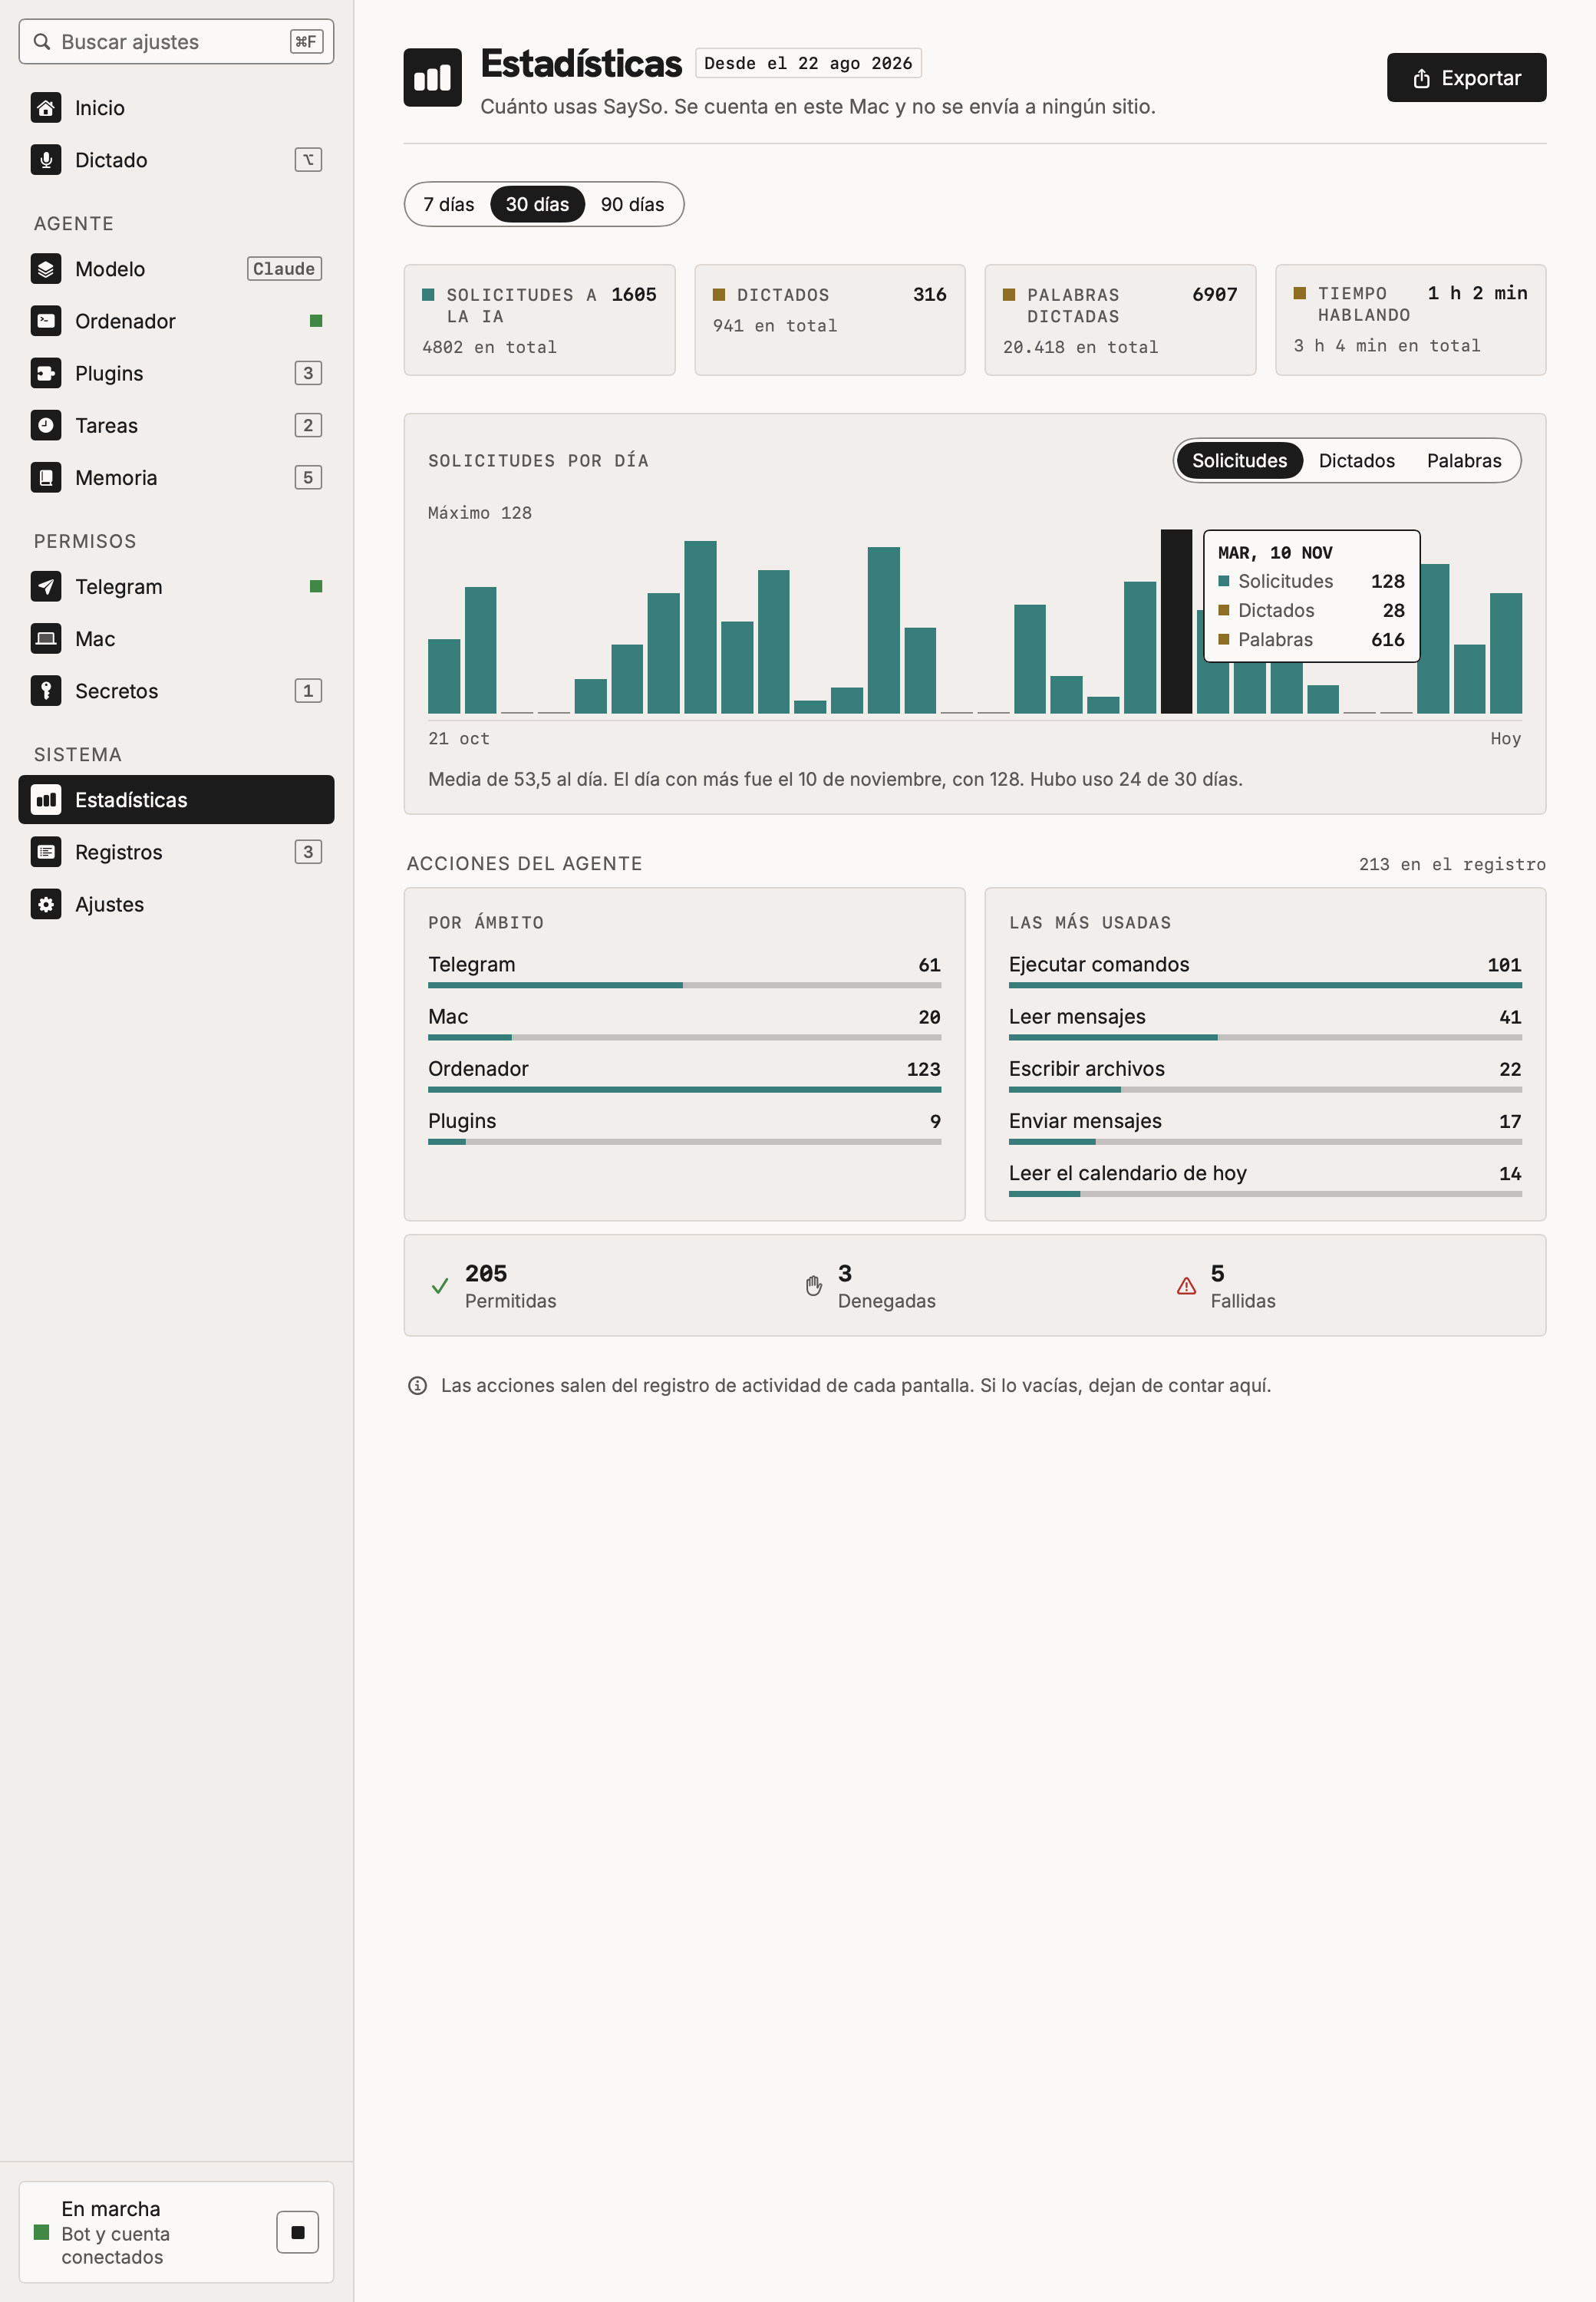 Buscar ajustes ⌘F
Inicio
Dictado ⌥
AGENTE
Modelo Claude
Ordenador
Plugins 3
Tareas 2
Memoria 5
PERMISOS
Telegram
Mac
Secretos 1
SISTEMA
Estadísticas
Registros 3
Ajustes
En marcha
Bot y cuenta
conectados
Estadísticas Desde el 22 ago 2026
Cuánto usas SaySo. Se cuenta en este Mac y no se envía a ningún sitio.
Exportar
7 días 30 días 90 días
SOLICITUDES A 1605
LA IA
4802 en total
DICTADOS 316
941 en total
PALABRAS 6907
DICTADAS
20.418 en total
TIEMPO 1 h 2 min
HABLANDO
3 h 4 min en total
SOLICITUDES POR DÍA
Solicitudes Dictados Palabras
Máximo 128
MAR, 10 NOV
Solicitudes 128
Dictados 28
Palabras 616
21 oct Hoy
Media de 53,5 al día. El día con más fue el 10 de noviembre, con 128. Hubo uso 24 de 30 días.
ACCIONES DEL AGENTE 213 en el registro
POR ÁMBITO
Telegram 61
Mac 20
Ordenador 123
Plugins 9
LAS MÁS USADAS
Ejecutar comandos 101
Leer mensajes 41
Escribir archivos 22
Enviar mensajes 17
Leer el calendario de hoy 14
205
Permitidas
3
Denegadas
5
Fallidas
Las acciones salen del registro de actividad de cada pantalla. Si lo vacías, dejan de contar aquí.